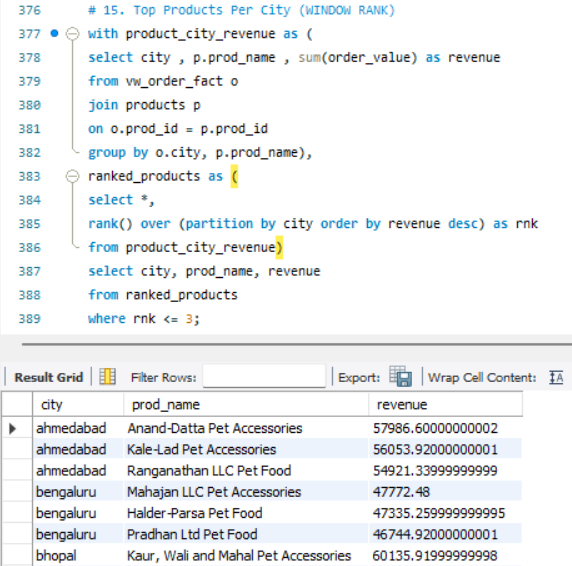 376 # 15. Top Products Per City (WINDOW RANK)
377 with product_city_revenue as (
378 select city , p.prod_name , sum(order_value) as revenue
379 from vw_order_fact o
380 join products p
381 on o.prod_id = p.prod_id
382 group by o.city, p.prod_name),
383 ranked_products as (
384 select *,
385 rank() over (partition by city order by revenue desc) as rnk
386 from product_city_revenue)
387 select city, prod_name, revenue
388 from ranked_products
389 where rnk <= 3;
Result Grid Filter Rows: Export: Wrap Cell Content:
city prod_name revenue
ahmedabad Anand-Datta Pet Accessories 57986.60000000002
ahmedabad Kale-Lad Pet Accessories 56053.92000000001
ahmedabad Ranganathan LLC Pet Food 54921.33999999999
bengaluru Mahajan LLC Pet Accessories 47772.48
bengaluru Halder-Parsa Pet Food 47335.259999999995
bengaluru Pradhan Ltd Pet Food 46744.92000000001
bhopal Kaur, Wali and Mahal Pet Accessories 60135.91999999998